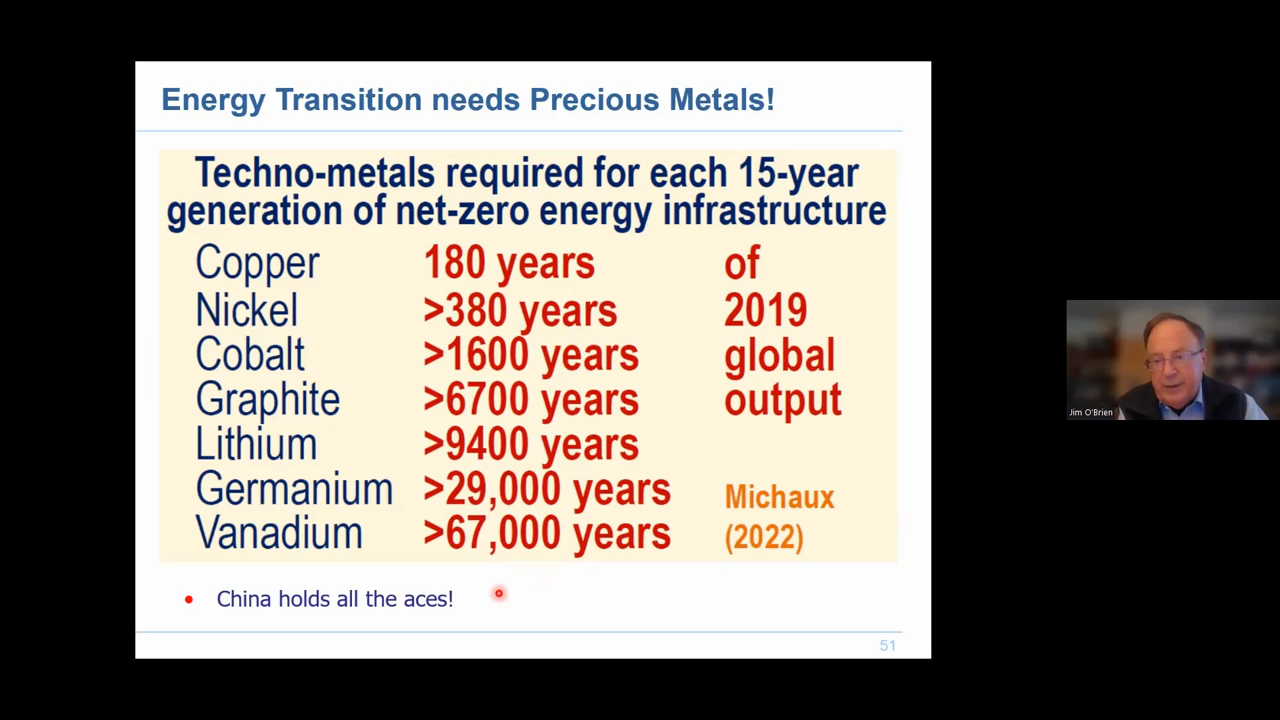 Energy Transition needs Precious Metals!
Techno-metals required for each 15-year
generation of net-zero energy infrastructure
Copper 180 years of
Nickel >380 years 2019
Cobalt >1600 years global
Graphite >6700 years output
Lithium >9400 years
Germanium >29,000 years Michaux
Vanadium >67,000 years (2022)
• China holds all the aces!
51
Jim O'Brien